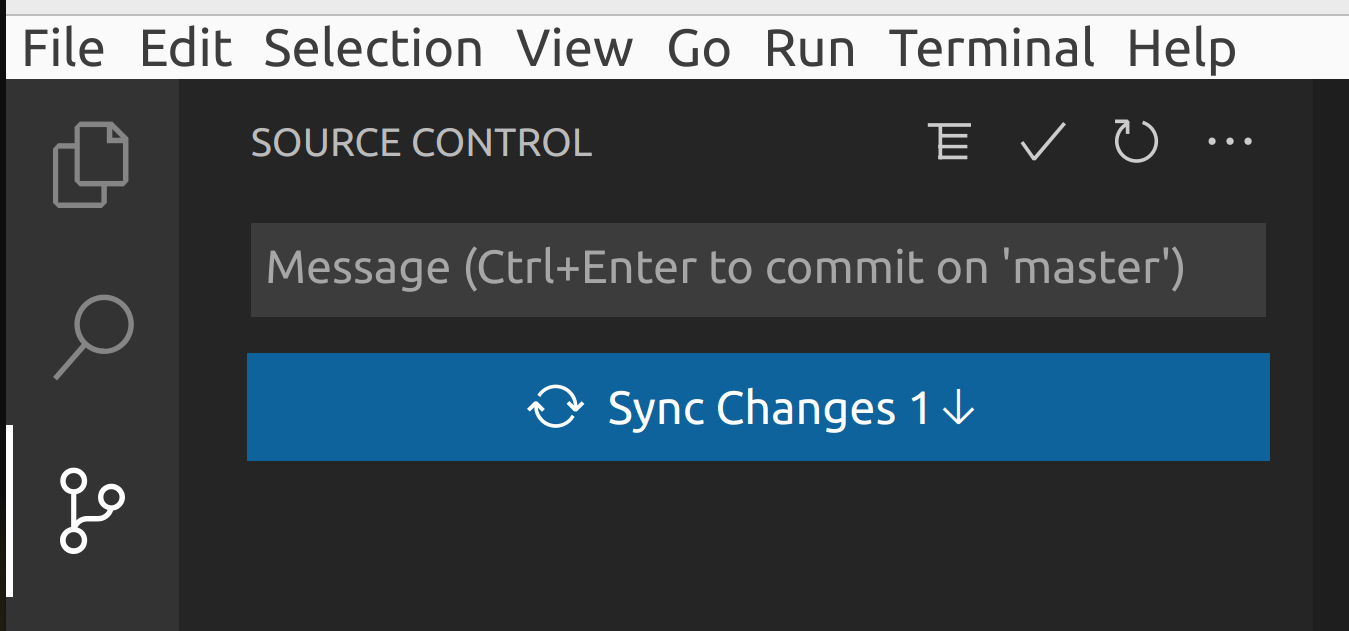 File Edit Selection View Go Run Terminal Help
SOURCE CONTROL
Message (Ctrl+Enter to commit on 'master')
Sync Changes 1↓